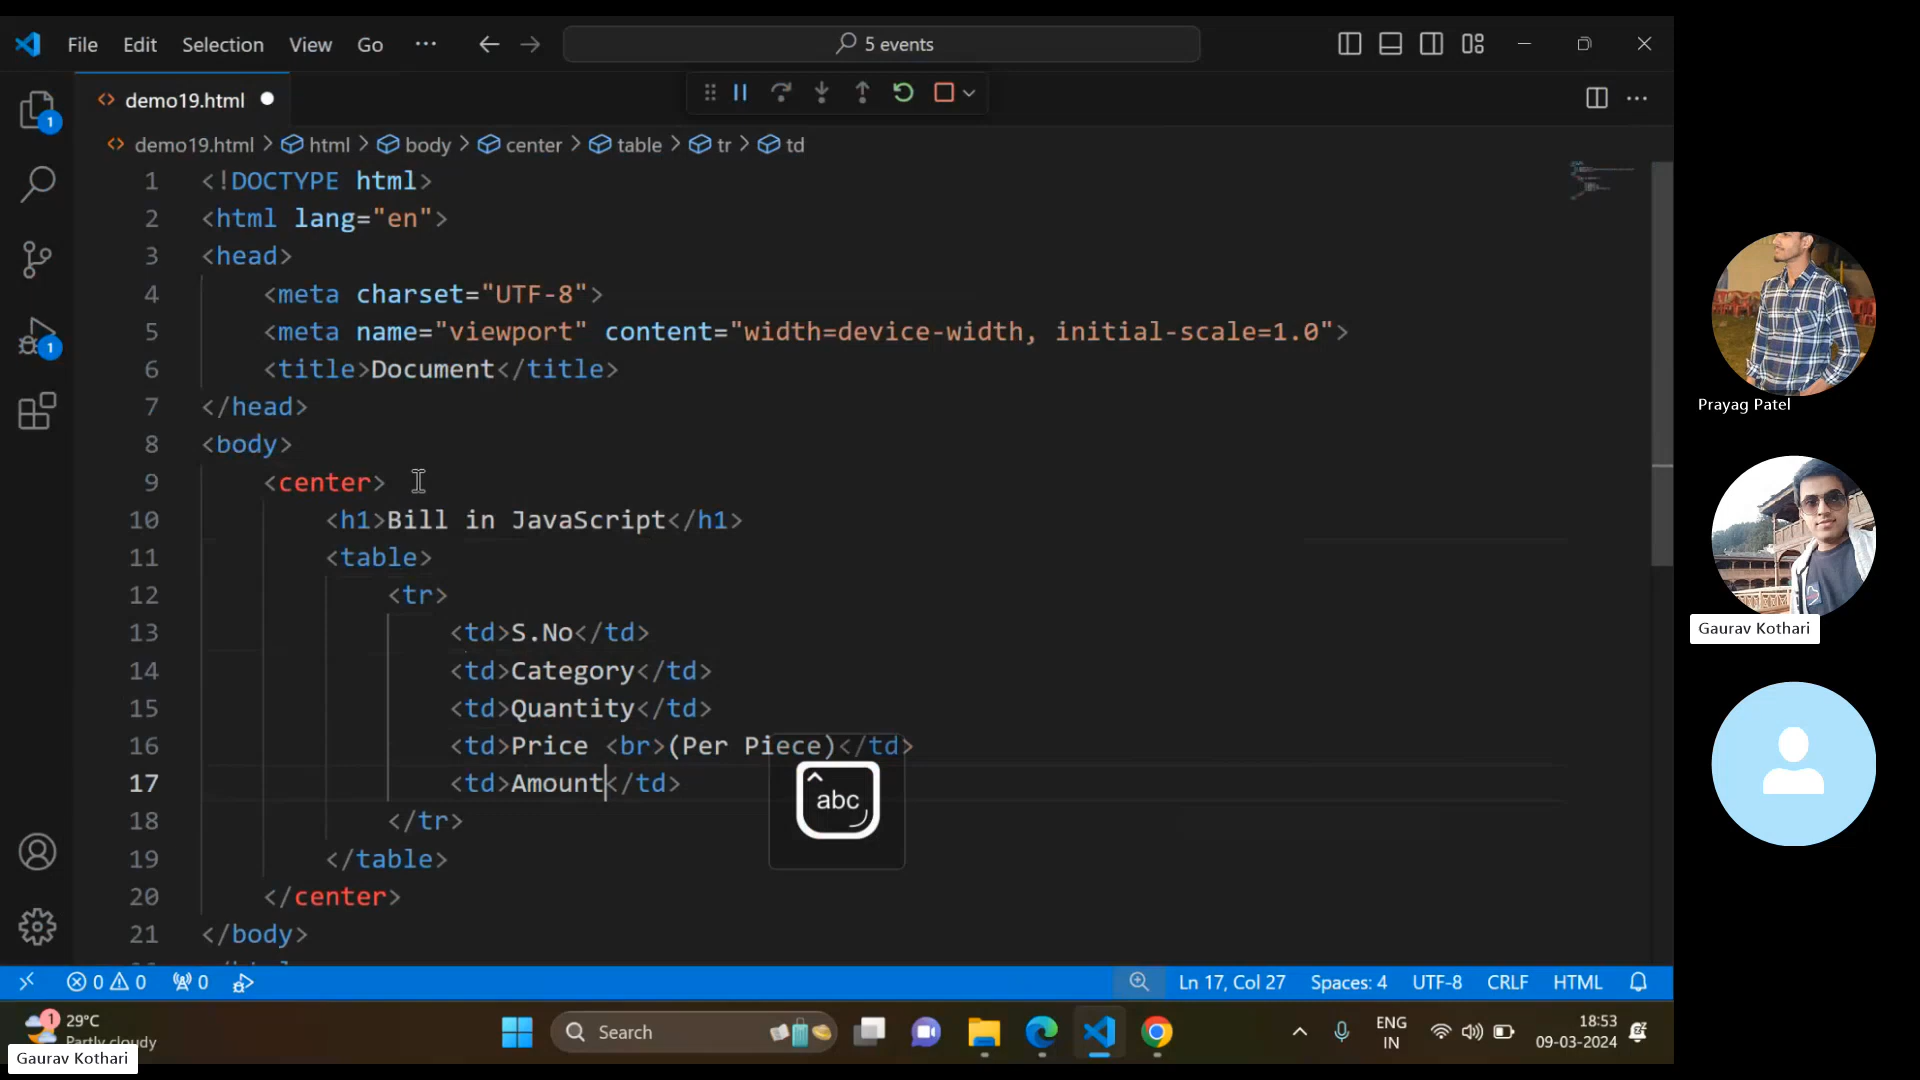 File Edit Selection View Go ··· 5 events
demo19.html
demo19.html > html > body > center > table > tr > td
1 <!DOCTYPE html>
2 <html lang="en">
3 <head>
4 <meta charset="UTF-8">
5 <meta name="viewport" content="width=device-width, initial-scale=1.0">
6 <title>Document</title>
7 </head>
8 <body>
9 <center>
10 <h1>Bill in JavaScript</h1>
11 <table>
12 <tr>
13 <td>S.No</td>
14 <td>Category</td>
15 <td>Quantity</td>
16 <td>Price <br>(Per Piece)</td>
17 <td>Amount</td>
18 </tr>
19 </table>
20 </center>
21 </body>
abc
1
1
0 0 0 Ln 17, Col 27 Spaces: 4 UTF-8 CRLF HTML
1
29°C
Partly cloudy
Search
ENG
IN
18:53
09-03-2024
Gaurav Kothari
Prayag Patel
Gaurav Kothari